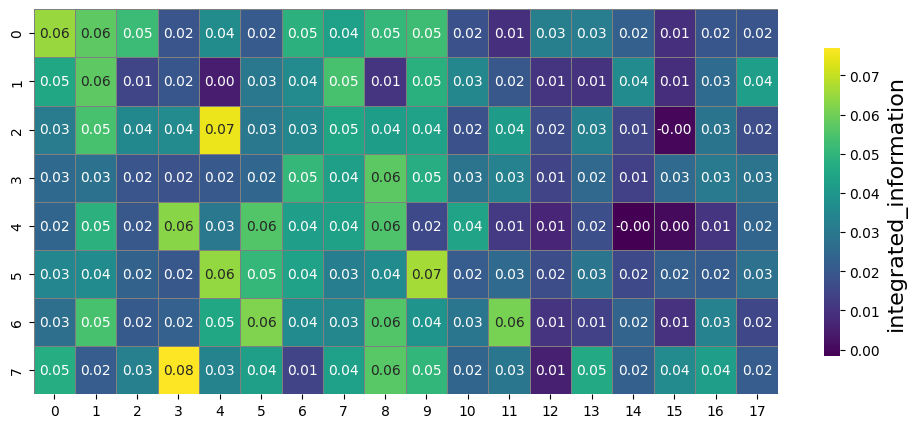 0 0.06 0.06 0.05 0.02 0.04 0.02 0.05 0.04 0.05 0.05 0.02 0.01 0.03 0.03 0.02 0.01 0.02 0.02
1 0.05 0.06 0.01 0.02 0.00 0.03 0.04 0.05 0.01 0.05 0.03 0.02 0.01 0.01 0.04 0.01 0.03 0.04
2 0.03 0.05 0.04 0.04 0.07 0.03 0.03 0.05 0.04 0.04 0.02 0.04 0.02 0.03 0.01 -0.00 0.03 0.02
3 0.03 0.03 0.02 0.02 0.02 0.02 0.05 0.04 0.06 0.05 0.03 0.03 0.01 0.02 0.01 0.03 0.03 0.03
4 0.02 0.05 0.02 0.06 0.03 0.06 0.04 0.04 0.06 0.02 0.04 0.01 0.01 0.02 -0.00 0.00 0.01 0.02
5 0.03 0.04 0.02 0.02 0.06 0.05 0.04 0.03 0.04 0.07 0.02 0.03 0.02 0.03 0.02 0.02 0.02 0.03
6 0.03 0.05 0.02 0.02 0.05 0.06 0.04 0.03 0.06 0.04 0.03 0.06 0.01 0.01 0.02 0.01 0.03 0.02
7 0.05 0.02 0.03 0.08 0.03 0.04 0.01 0.04 0.06 0.05 0.02 0.03 0.01 0.05 0.02 0.04 0.04 0.02
0 1 2 3 4 5 6 7 8 9 10 11 12 13 14 15 16 17
0.07
0.06
0.05
0.04
0.03
0.02
0.01
0.00
integrated_information